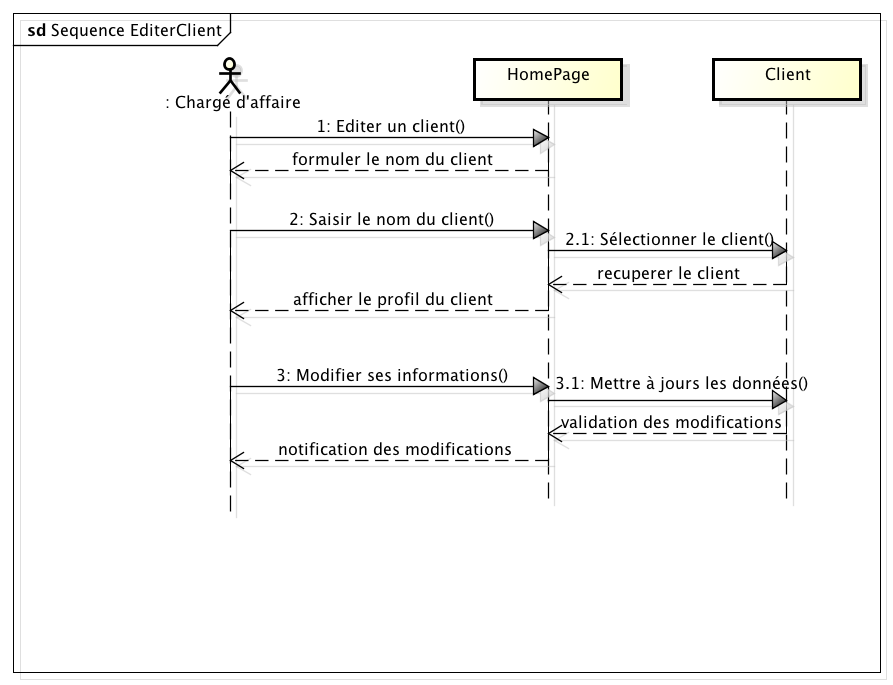 sd Sequence EditerClient
HomePage
Client
: Chargé d'affaire
1: Editer un client()
formuler le nom du client
2: Saisir le nom du client()
2.1: Sélectionner le client()
recuperer le client
afficher le profil du client
3: Modifier ses informations()
3.1: Mettre à jours les données()
validation des modifications
notification des modifications